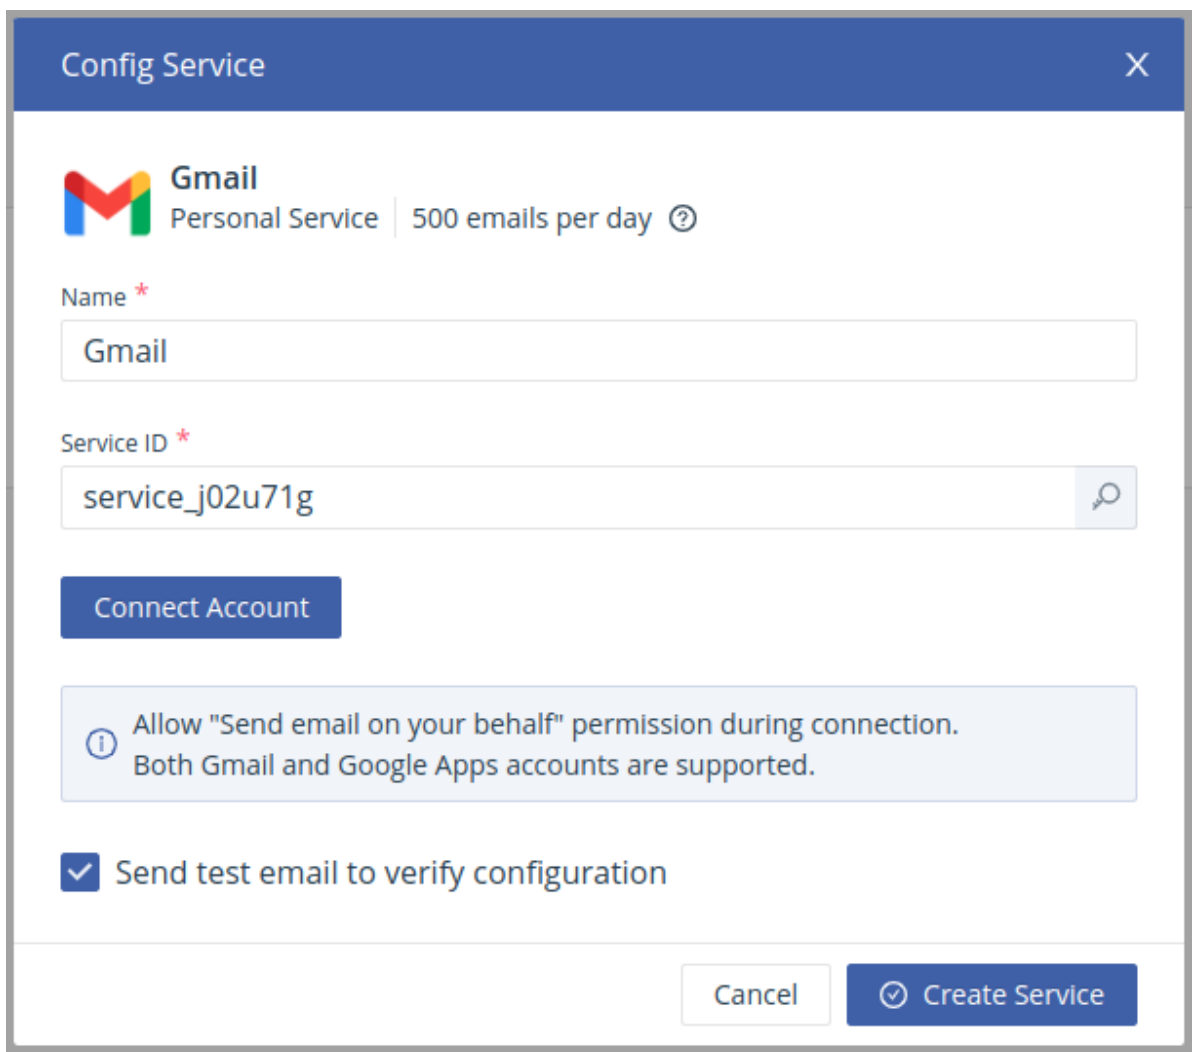 Config Service
Gmail
Personal Service 500 emails per day
Name *
Gmail
Service ID *
service_j02u71g
Connect Account
Allow "Send email on your behalf" permission during connection.
Both Gmail and Google Apps accounts are supported.
Send test email to verify configuration
Cancel Create Service